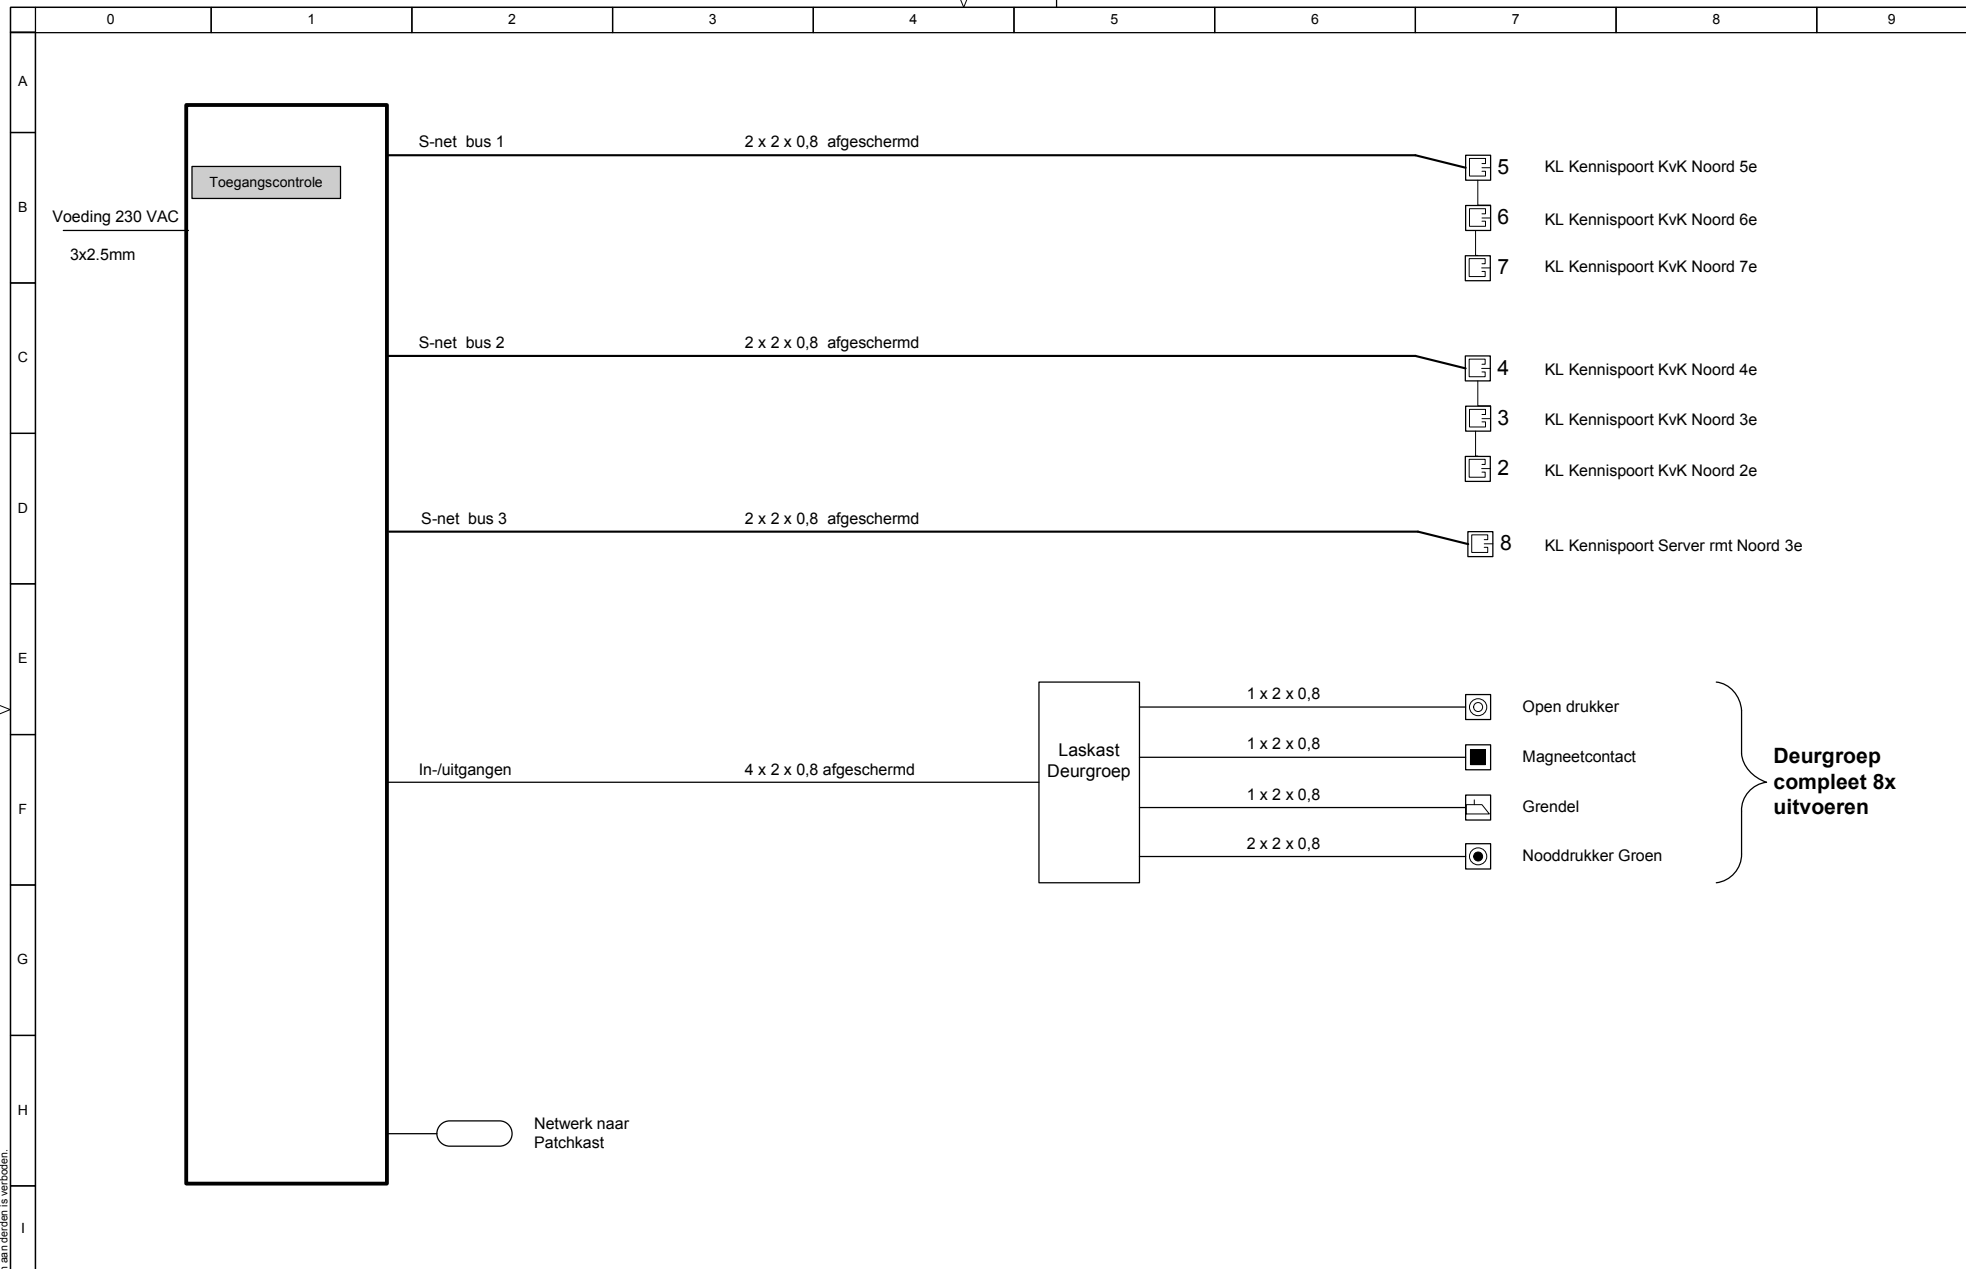 0 1 2 3 4 5 6 7 8 9
A
S-net bus 1 2 x 2 x 0,8 afgeschermd
5 KL Kennispoort KvK Noord 5e
Toegangscontrole
B
Voeding 230 VAC
6 KL Kennispoort KvK Noord 6e
3x2.5mm
7 KL Kennispoort KvK Noord 7e
S-net bus 2 2 x 2 x 0,8 afgeschermd
C
4 KL Kennispoort KvK Noord 4e
3 KL Kennispoort KvK Noord 3e
2 KL Kennispoort KvK Noord 2e
D
S-net bus 3 2 x 2 x 0,8 afgeschermd
8 KL Kennispoort Server rmt Noord 3e
E
1 x 2 x 0,8
Open drukker
1 x 2 x 0,8
Laskast
Deurgroep
Magneetcontact
Deurgroep
compleet 8x
uitvoeren
In-/uitgangen 4 x 2 x 0,8 afgeschermd
1 x 2 x 0,8
F
Grendel
2 x 2 x 0,8
Nooddrukker Groen
G
H
Netwerk naar
Patchkast
I
aan derden is verboden.